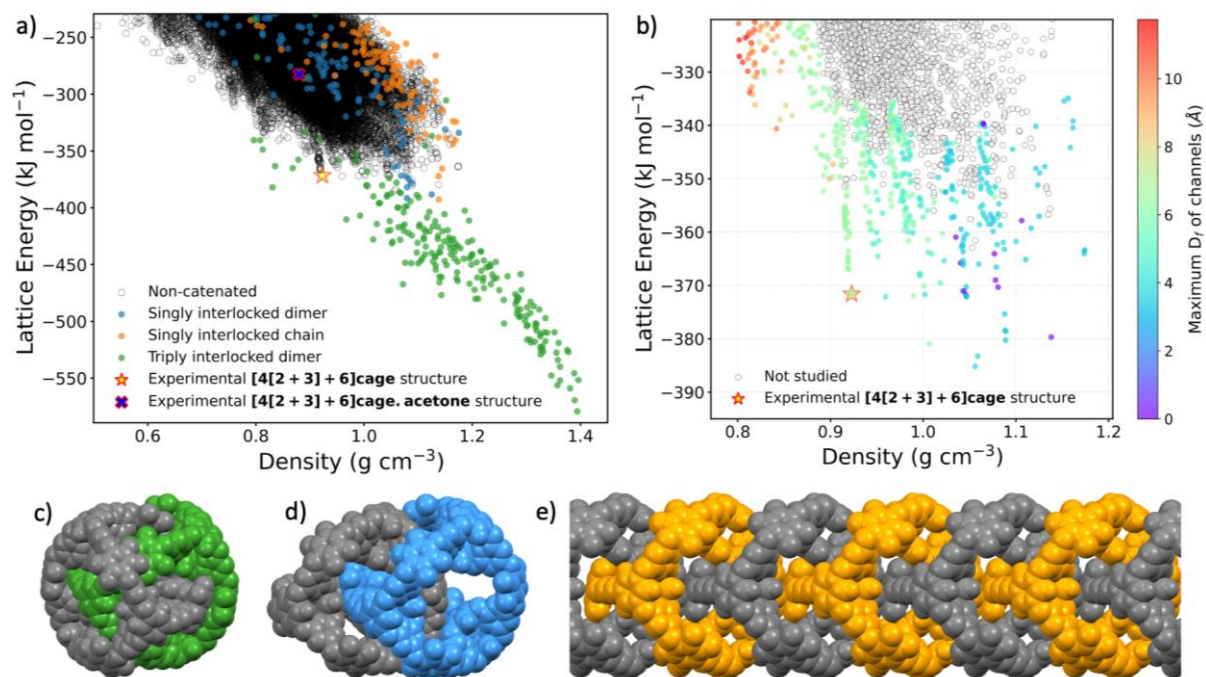 a)
−250
−300
−350
−400
−450
−500
−550
Lattice Energy (kJ mol⁻¹)
Non-catenated
Singly interlocked dimer
Singly interlocked chain
Triply interlocked dimer
Experimental [4[2 + 3] + 6]cage structure
Experimental [4[2 + 3] + 6]cage. acetone structure
0.6 0.8 1.0 1.2 1.4
Density (g cm⁻³)
b)
−330
−340
−350
−360
−370
−380
−390
Lattice Energy (kJ mol⁻¹)
Not studied
Experimental [4[2 + 3] + 6]cage structure
0.8 0.9 1.0 1.1 1.2
Density (g cm⁻³)
10
8
6
4
2
0
Maximum D_f of channels (Å)
c)
d)
e)